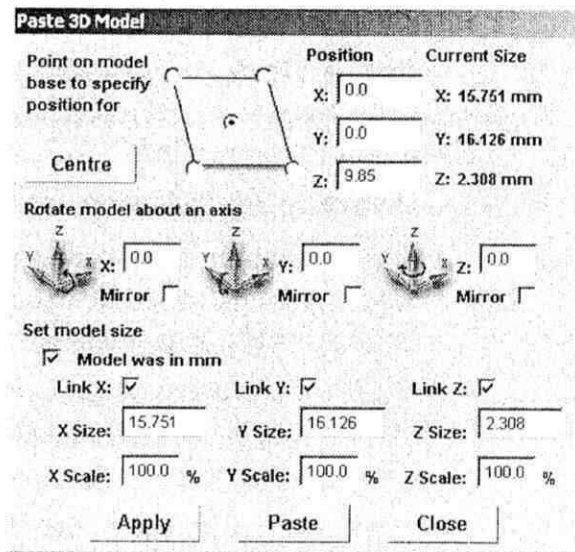 Paste 3D Model
Point on model
base to specify
position for
Centre
Position
Current Size
X: 0.0
X: 15.751 mm
Y: 0.0
Y: 16.126 mm
Z: 9.85
Z: 2.308 mm
Rotate model about an axis
Z
Y
X
X: 0.0
Mirror
Z
Y
X
Y: 0.0
Mirror
Z
Y
X
Z: 0.0
Mirror
Set model size
Model was in mm
Link X:
Link Y:
Link Z:
X Size: 15.751
Y Size: 16.126
Z Size: 2.308
X Scale: 100.0 %
Y Scale: 100.0 %
Z Scale: 100.0 %
Apply
Paste
Close